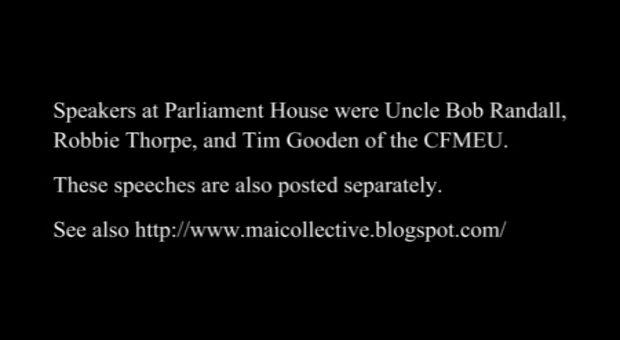 Speakers at Parliament House were Uncle Bob Randall,
Robbie Thorpe, and Tim Gooden of the CFMEU.
These speeches are also posted separately.
See also http://www.maicollective.blogspot.com/